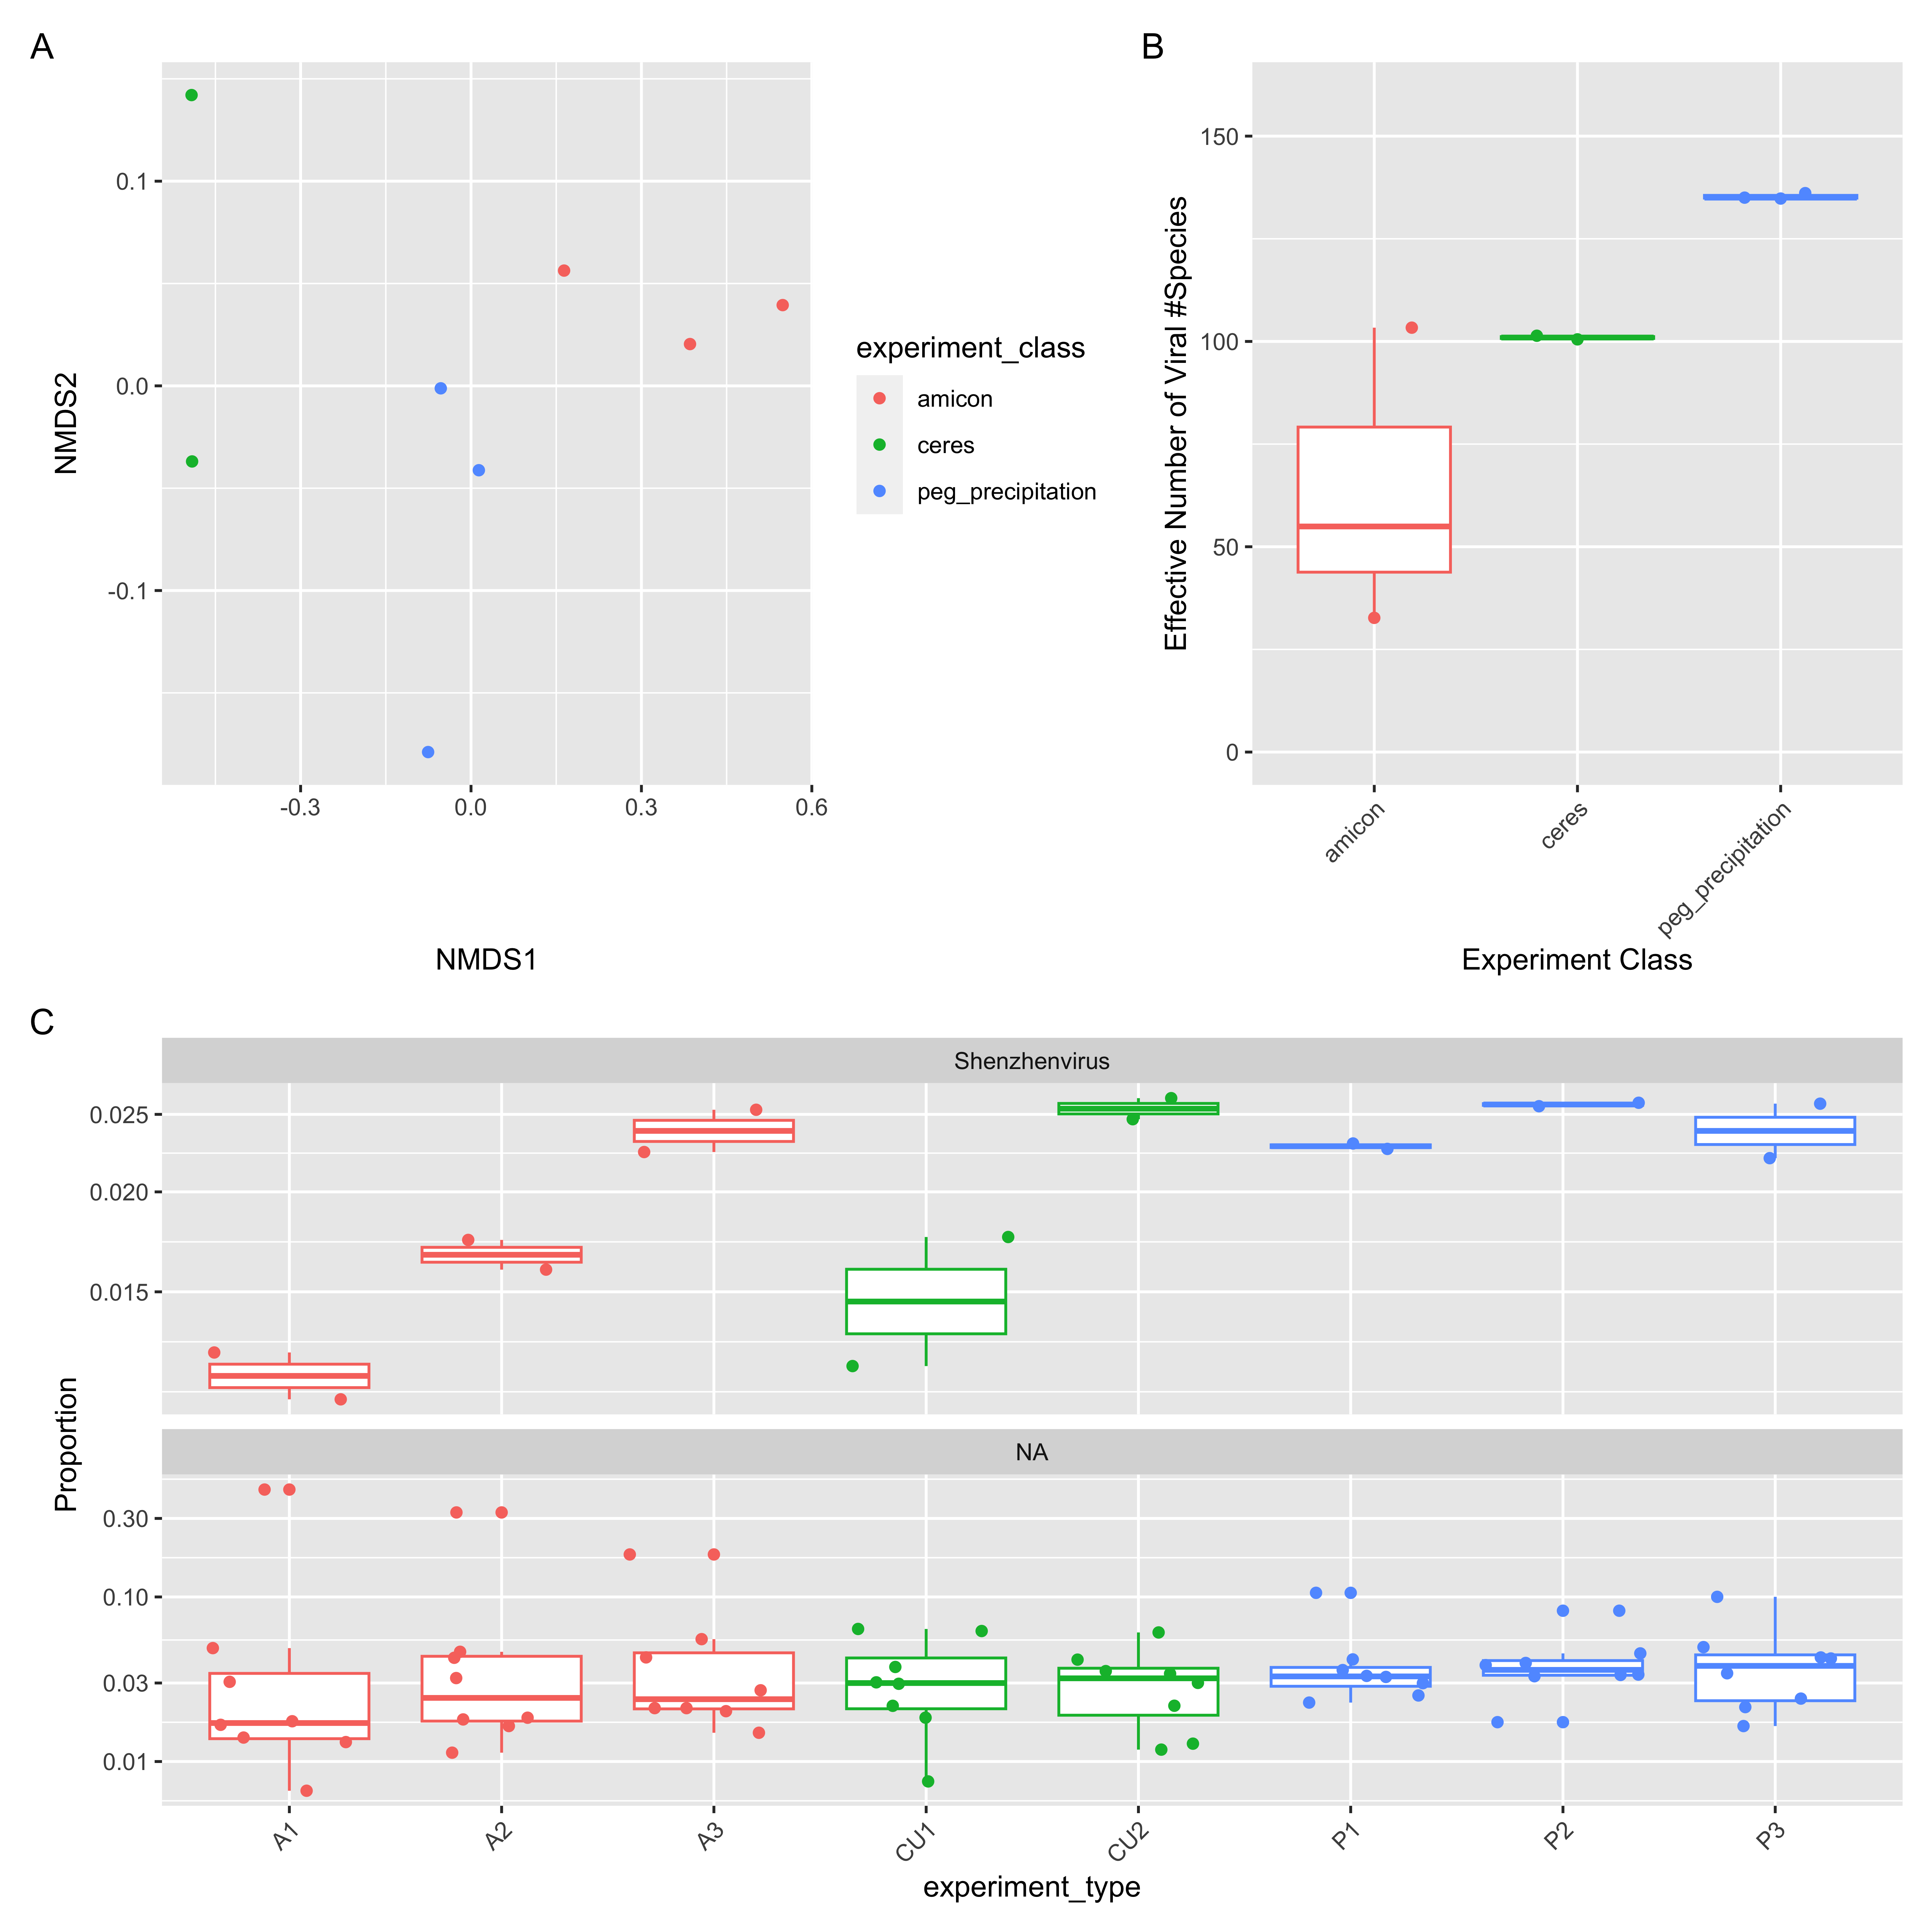 A
NMDS2
0.1
0.0
-0.1
-0.3
0.0
0.3
0.6
NMDS1
experiment_class
amicon
ceres
peg_precipitation
B
Effective Number of Viral #Species
150
100
50
0
amicon
ceres
peg_precipitation
Experiment Class
C
Proportion
Shenzhenvirus
0.025
0.020
0.015
NA
0.30
0.10
0.03
0.01
A1
A2
A3
CU1
CU2
P1
P2
P3
experiment_type